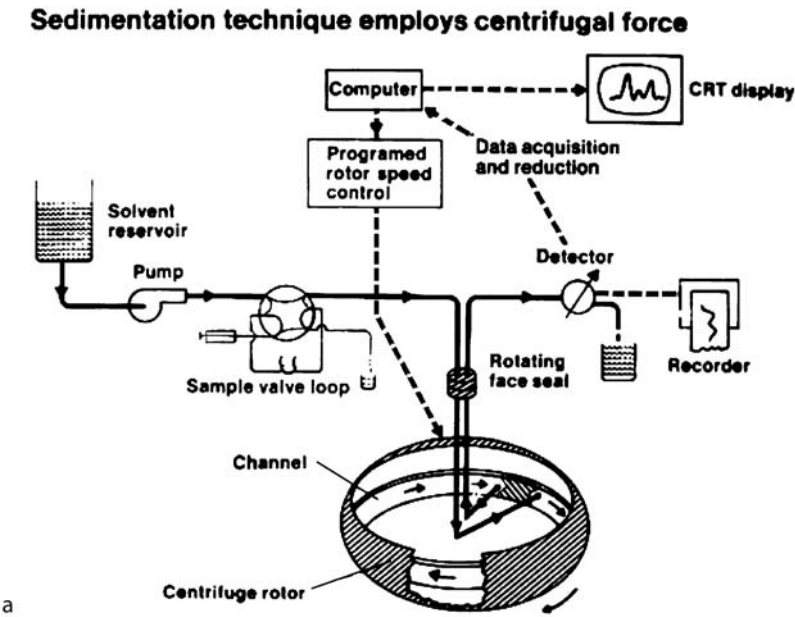 Sedimentation technique employs centrifugal force
Computer
CRT display
Programed
rotor speed
control
Data acquisition
and reduction
Solvent
reservoir
Pump
Detector
Sample valve loop
Rotating
face seal
Recorder
Channel
Centrifuge rotor
a